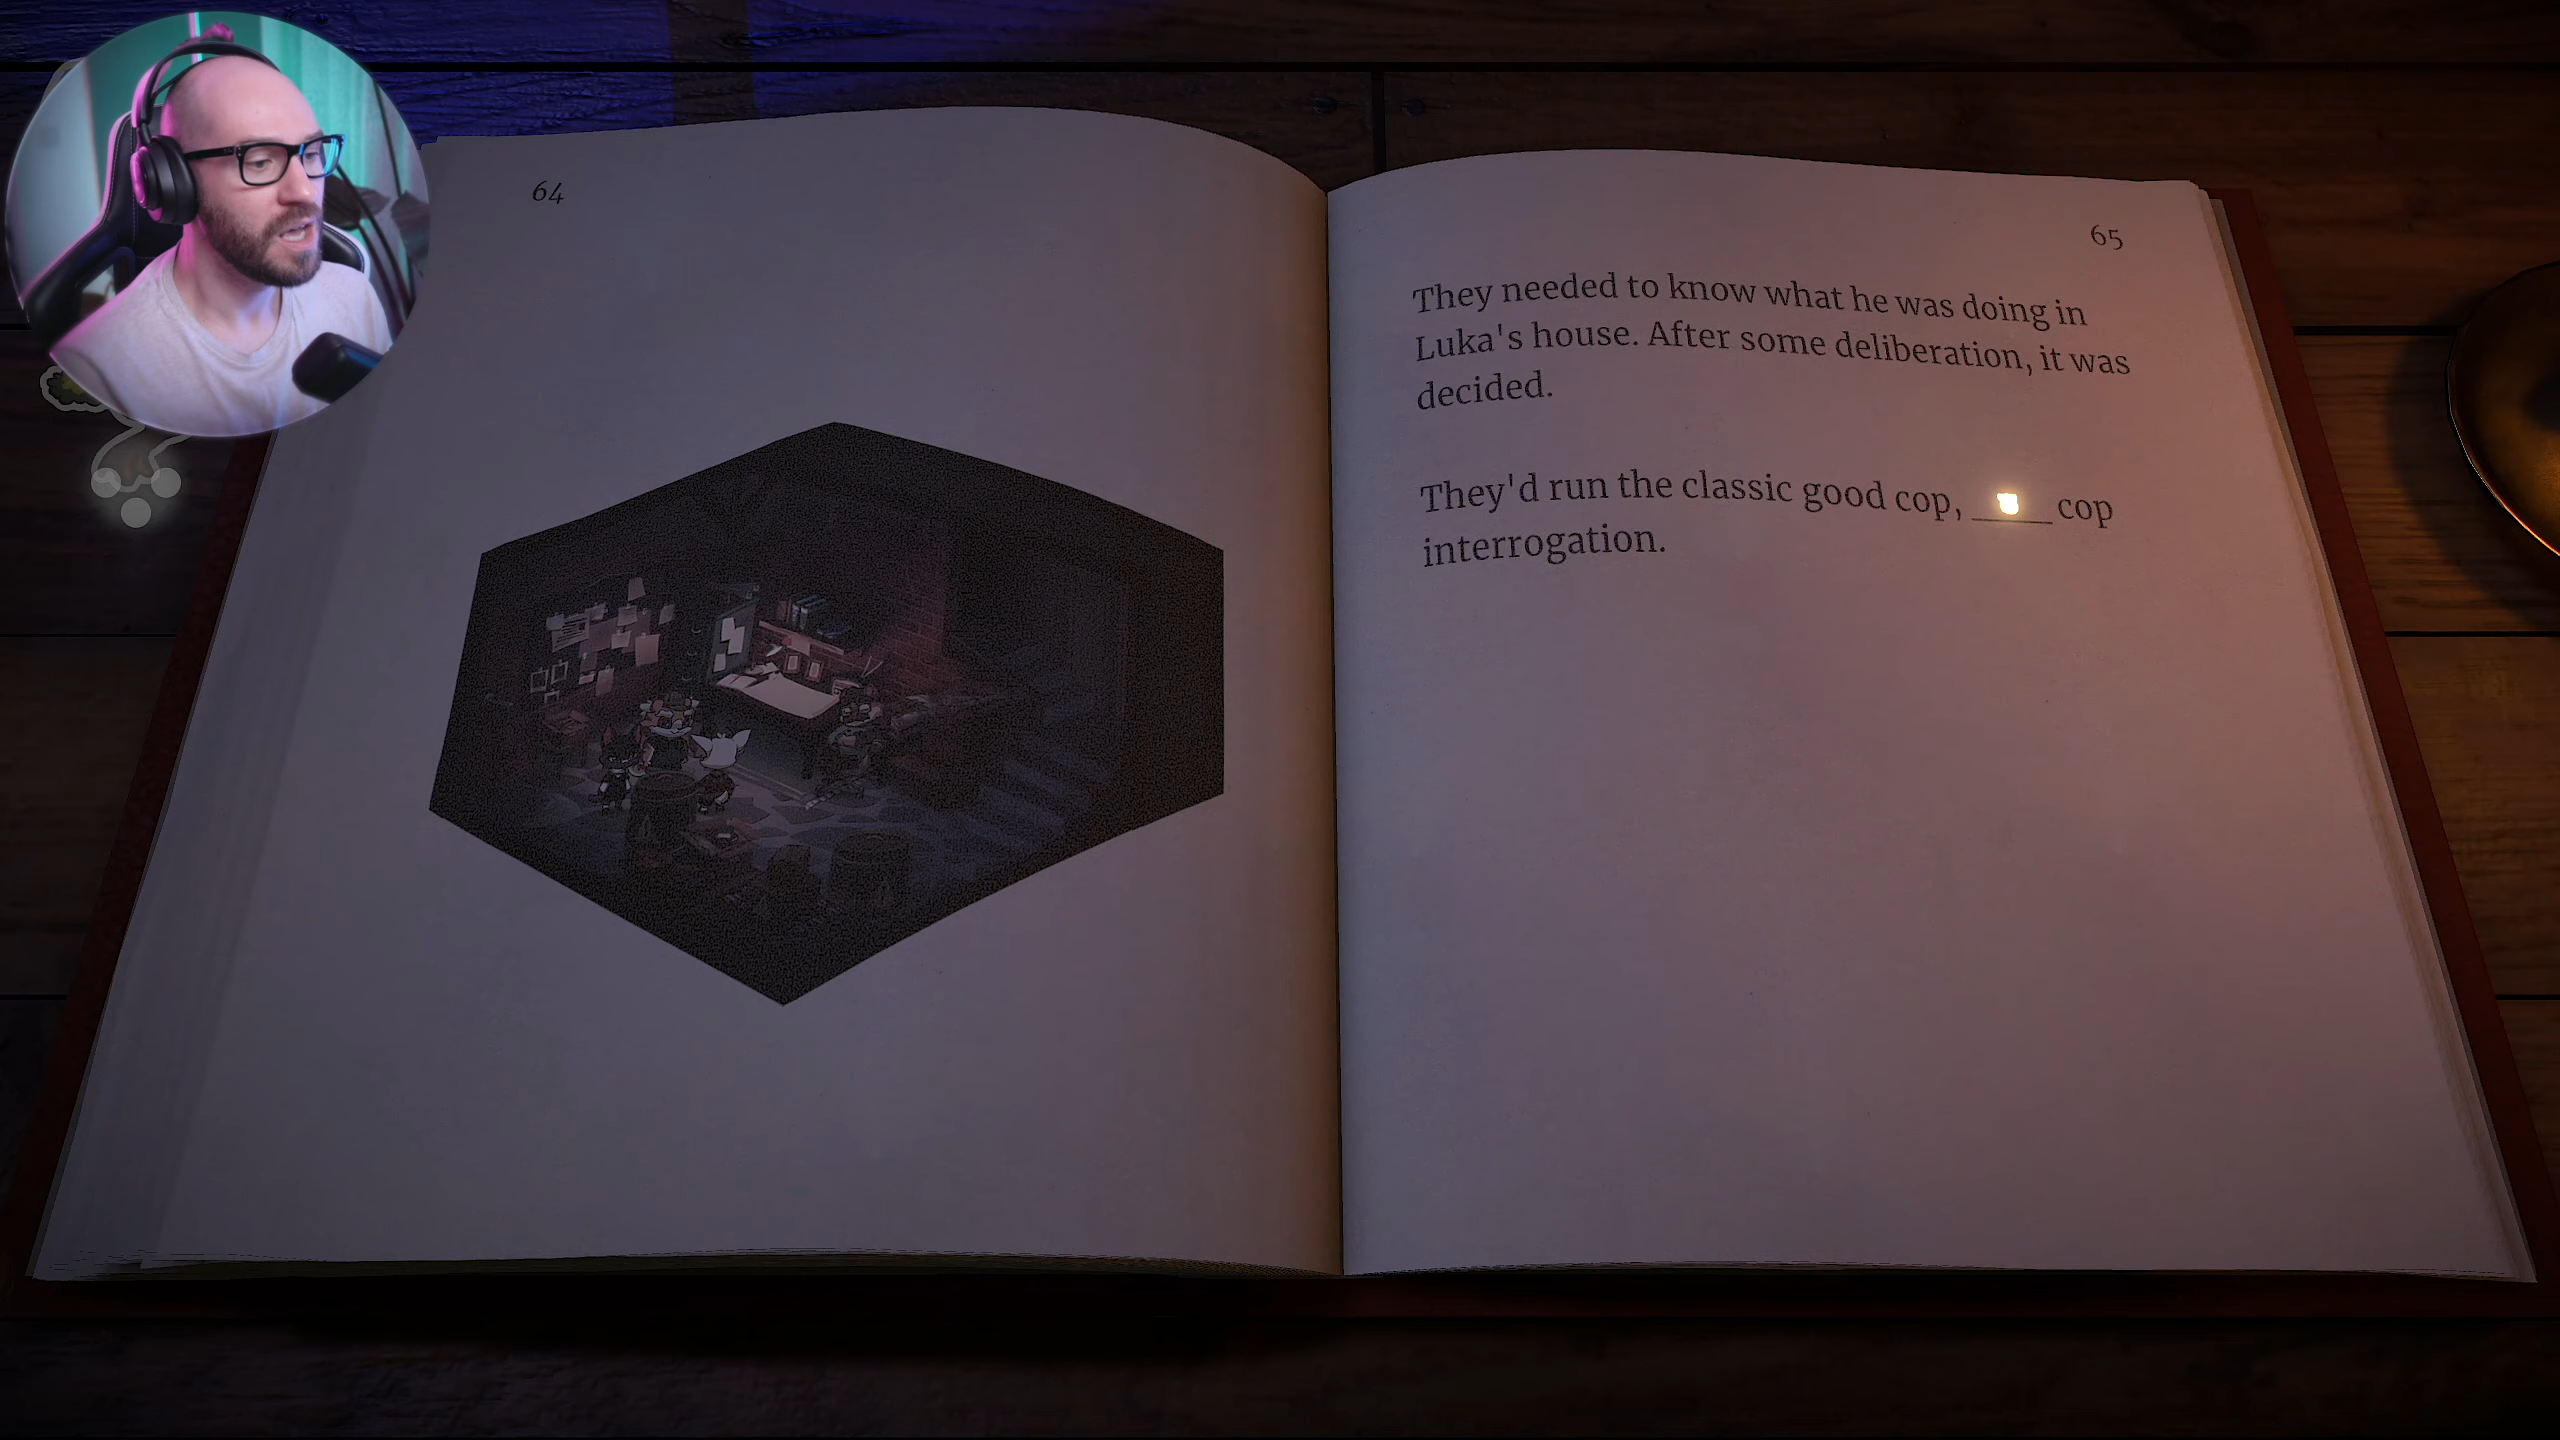 64
65
They needed to know what he was doing in
Luka's house. After some deliberation, it was
decided.
They'd run the classic good cop, _____ cop
interrogation.